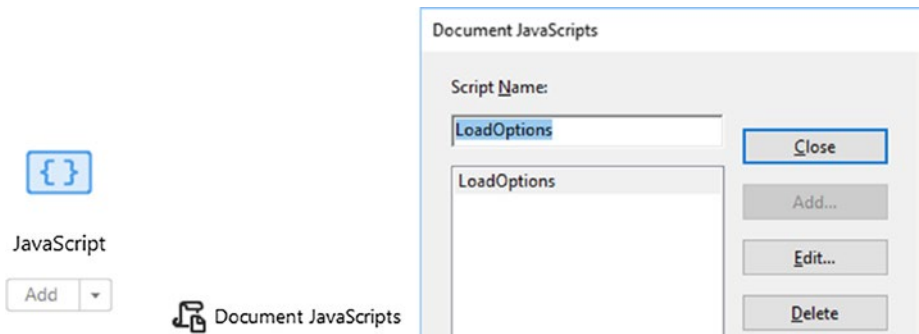 JavaScript
Add
Document JavaScripts
Document JavaScripts
Script Name:
LoadOptions
LoadOptions
Close
Add...
Edit...
Delete